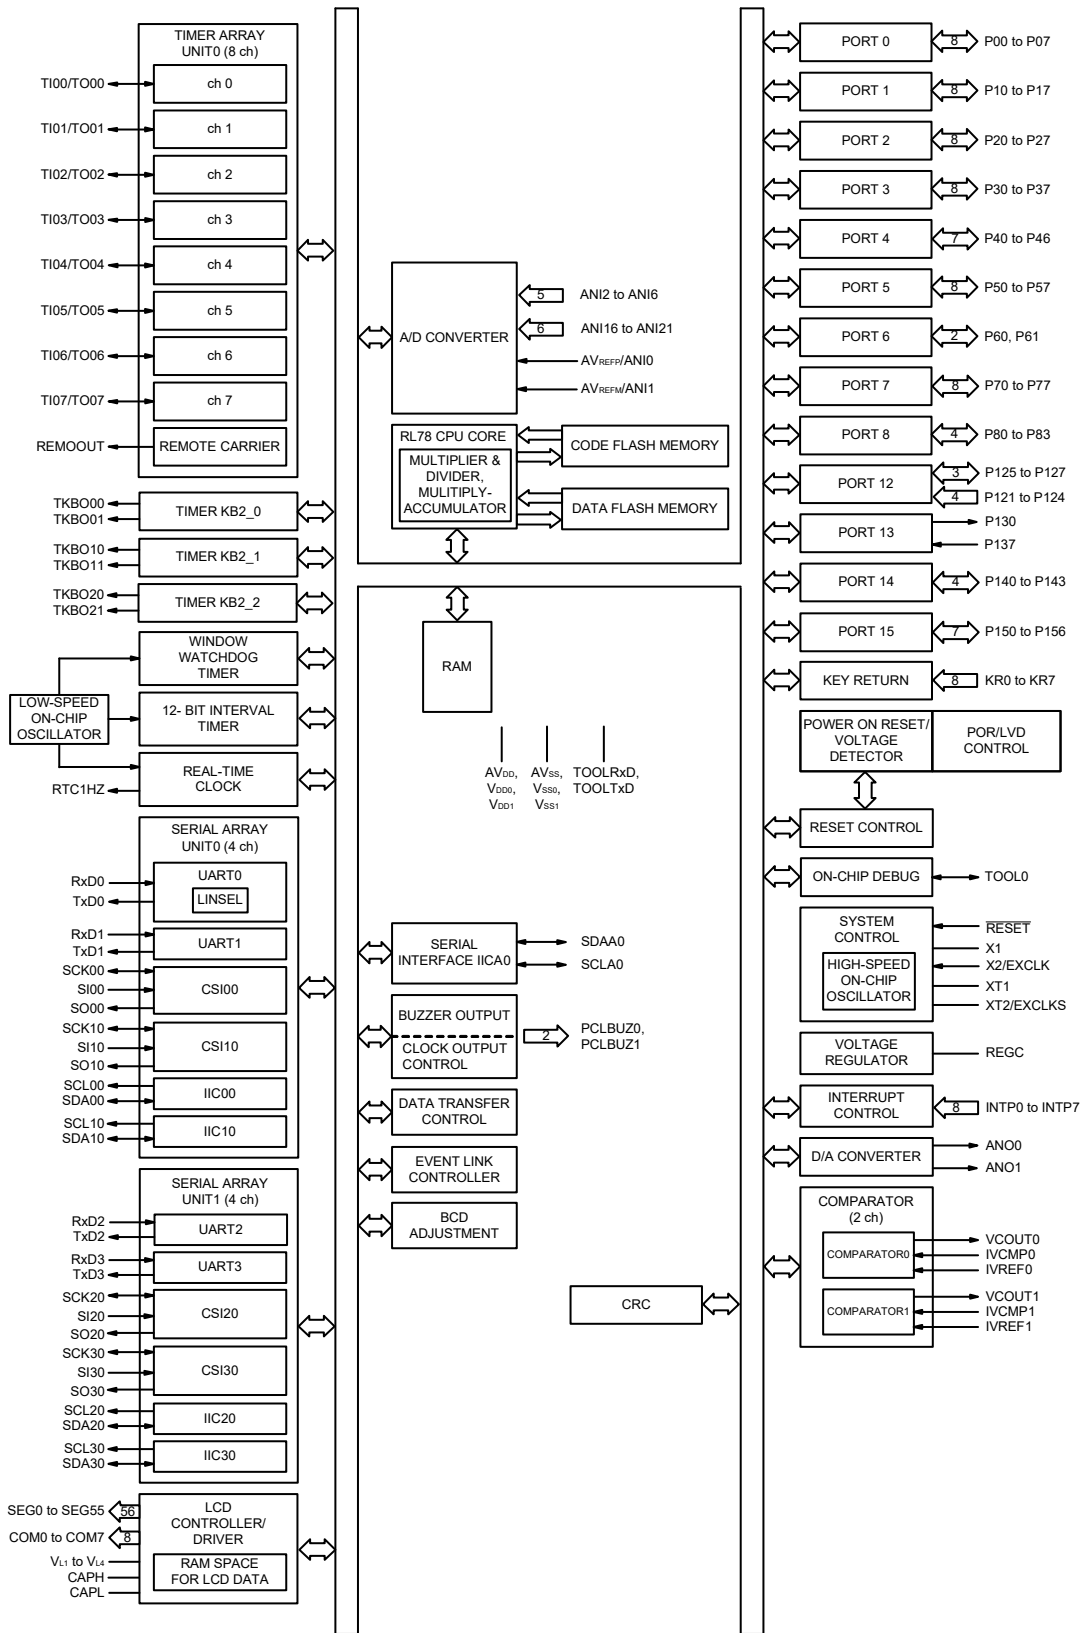 TIMER ARRAY
UNIT0 (8 ch)
TI00/TO00
ch 0
TI01/TO01
ch 1
TI02/TO02
ch 2
TI03/TO03
ch 3
TI04/TO04
ch 4
TI05/TO05
ch 5
TI06/TO06
ch 6
TI07/TO07
ch 7
REMOOUT
REMOTE CARRIER
TKBO00
TKBO01
TIMER KB2_0
TKBO10
TKBO11
TIMER KB2_1
TKBO20
TKBO21
TIMER KB2_2
WINDOW
WATCHDOG
TIMER
LOW-SPEED
ON-CHIP
OSCILLATOR
12- BIT INTERVAL
TIMER
REAL-TIME
CLOCK
RTC1HZ
SERIAL ARRAY
UNIT0 (4 ch)
UART0
LINSEL
RxD0
TxD0
RxD1
TxD1
UART1
SCK00
SI00
SO00
CSI00
SCK10
SI10
SO10
CSI10
SCL00
SDA00
IIC00
SCL10
SDA10
IIC10
SERIAL ARRAY
UNIT1 (4 ch)
RxD2
TxD2
UART2
RxD3
TxD3
UART3
SCK20
SI20
SO20
CSI20
SCK30
SI30
SO30
CSI30
SCL20
SDA20
IIC20
SCL30
SDA30
IIC30
SEG0 to SEG55
56
COM0 to COM7
8
VL1 to VL4
CAPH
CAPL
LCD
CONTROLLER/
DRIVER
RAM SPACE
FOR LCD DATA
A/D CONVERTER
5
ANI2 to ANI6
6
ANI16 to ANI21
AVREFP/ANI0
AVREFM/ANI1
RL78 CPU CORE
MULTIPLIER &
DIVIDER,
MULITIPLY-
ACCUMULATOR
CODE FLASH MEMORY
DATA FLASH MEMORY
RAM
AVDD,
VDD0,
VDD1
AVSS,
VSS0,
VSS1
TOOLRxD,
TOOLTxD
SERIAL
INTERFACE IICA0
SDAA0
SCLA0
BUZZER OUTPUT
CLOCK OUTPUT
CONTROL
2
PCLBUZ0,
PCLBUZ1
DATA TRANSFER
CONTROL
EVENT LINK
CONTROLLER
BCD
ADJUSTMENT
CRC
PORT 0
8
P00 to P07
PORT 1
8
P10 to P17
PORT 2
8
P20 to P27
PORT 3
8
P30 to P37
PORT 4
7
P40 to P46
PORT 5
8
P50 to P57
PORT 6
2
P60, P61
PORT 7
8
P70 to P77
PORT 8
4
P80 to P83
PORT 12
3
P125 to P127
4
P121 to P124
PORT 13
P130
P137
PORT 14
4
P140 to P143
PORT 15
7
P150 to P156
KEY RETURN
8
KR0 to KR7
POWER ON RESET/
VOLTAGE
DETECTOR
POR/LVD
CONTROL
RESET CONTROL
ON-CHIP DEBUG
TOOL0
SYSTEM
CONTROL
HIGH-SPEED
ON-CHIP
OSCILLATOR
RESET
X1
X2/EXCLK
XT1
XT2/EXCLKS
VOLTAGE
REGULATOR
REGC
INTERRUPT
CONTROL
8
INTP0 to INTP7
D/A CONVERTER
ANO0
ANO1
COMPARATOR
(2 ch)
COMPARATOR0
VCOUT0
IVCMP0
IVREF0
COMPARATOR1
VCOUT1
IVCMP1
IVREF1